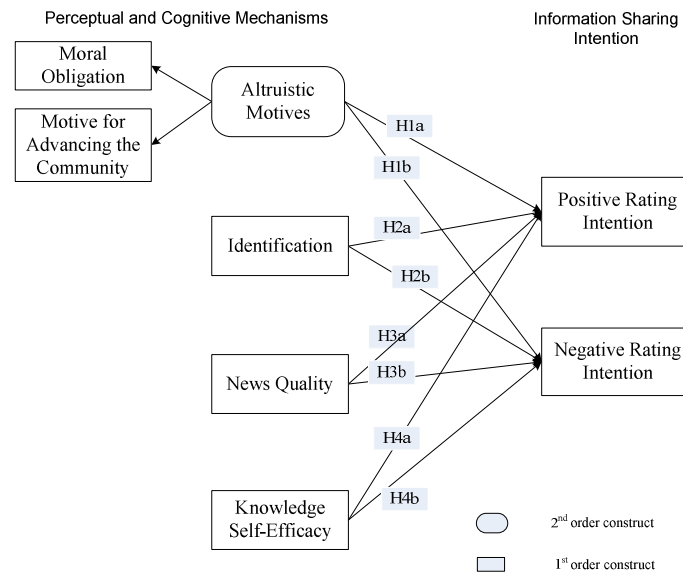 Perceptual and Cognitive Mechanisms
Information Sharing
Intention
Moral
Obligation
Motive for
Advancing the
Community
Altruistic
Motives
H1a
H1b
Positive Rating
Intention
Identification
H2a
H2b
H3a
Negative Rating
Intention
News Quality
H3b
H4a
H4b
Knowledge
Self-Efficacy
2nd order construct
1st order construct